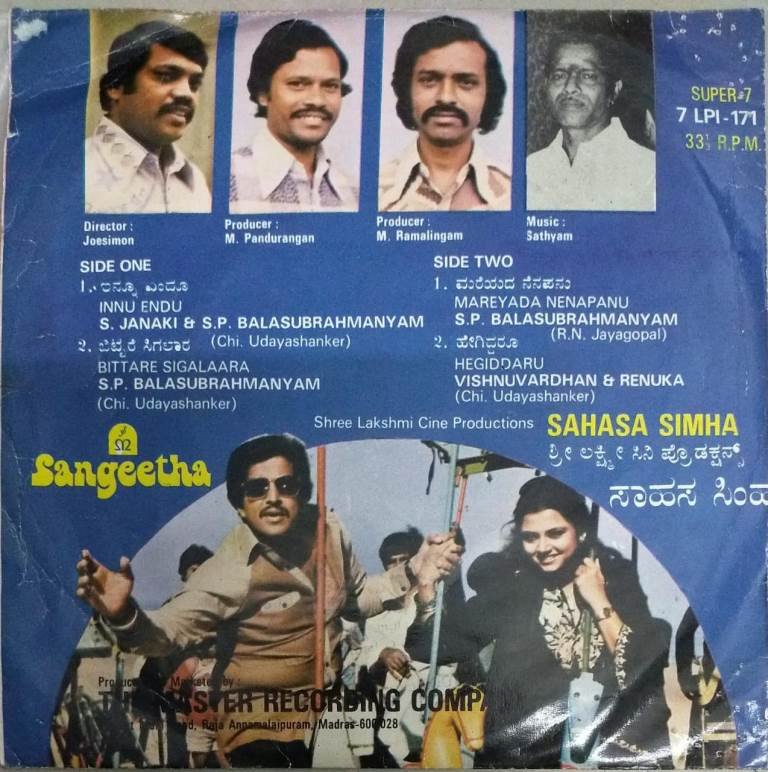 SUPER-7
7 LPI-171
33⅓ R.P.M.
Director :
Joesimon
Producer :
M. Pandurangan
Producer :
M. Ramalingam
Music :
Sathyam
SIDE ONE
1. ಇನ್ನೂ ಎಂದೂ
INNU ENDU
S. JANAKI & S.P. BALASUBRAHMANYAM
(Chi. Udayashanker)
2. ಬಿಟ್ಟರೆ ಸಿಗಲಾರ
BITTARE SIGALAARA
S.P. BALASUBRAHMANYAM
(Chi. Udayashanker)
SIDE TWO
1. ಮರೆಯದ ನೆನಪನು
MAREYADA NENAPANU
S.P. BALASUBRAHMANYAM
(R.N. Jayagopal)
2. ಹೇಗಿದ್ದರೂ
HEGIDDARU
VISHNUVARDHAN & RENUKA
(Chi. Udayashanker)
Shree Lakshmi Cine Productions SAHASA SIMHA
ಶ್ರೀ ಲಕ್ಷ್ಮೀ ಸಿನಿ ಪ್ರೊಡಕ್ಷನ್ಸ್
ಸಾಹಸ ಸಿಂಹ
Sangeetha
Marketed by :
RECORDING
Raja Annamalaipuram, Madras-600 028